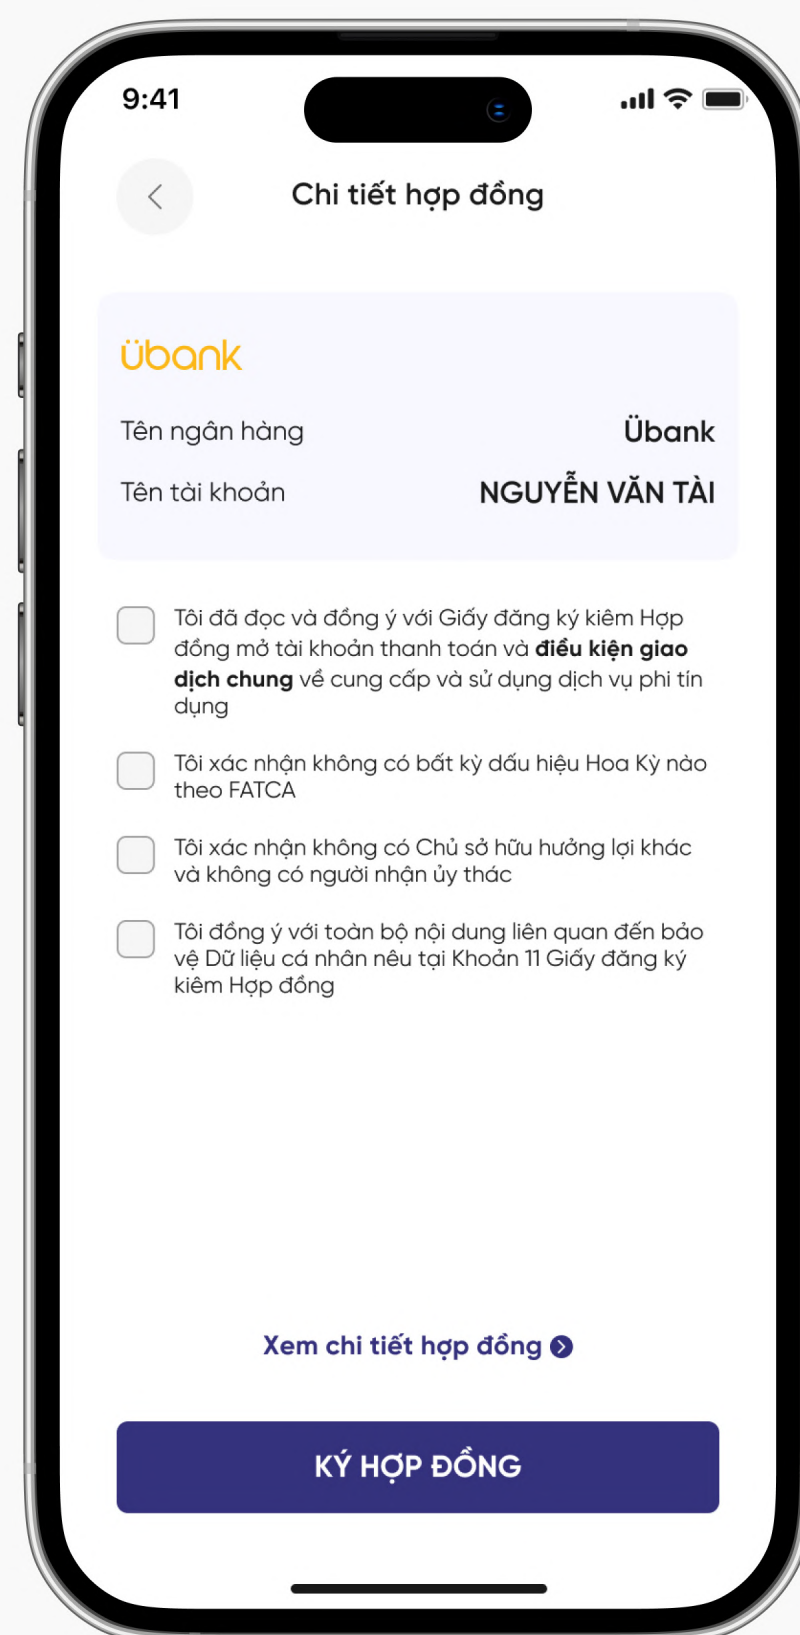 9:41
Chi tiết hợp đồng
übank
Tên ngân hàng Übank
Tên tài khoản NGUYỄN VĂN TÀI
Tôi đã đọc và đồng ý với Giấy đăng ký kiêm Hợp
đồng mở tài khoản thanh toán và điều kiện giao
dịch chung về cung cấp và sử dụng dịch vụ phi tín
dụng
Tôi xác nhận không có bất kỳ dấu hiệu Hoa Kỳ nào
theo FATCA
Tôi xác nhận không có Chủ sở hữu hưởng lợi khác
và không có người nhận ủy thác
Tôi đồng ý với toàn bộ nội dung liên quan đến bảo
vệ Dữ liệu cá nhân nêu tại Khoản 11 Giấy đăng ký
kiêm Hợp đồng
Xem chi tiết hợp đồng
KÝ HỢP ĐỒNG